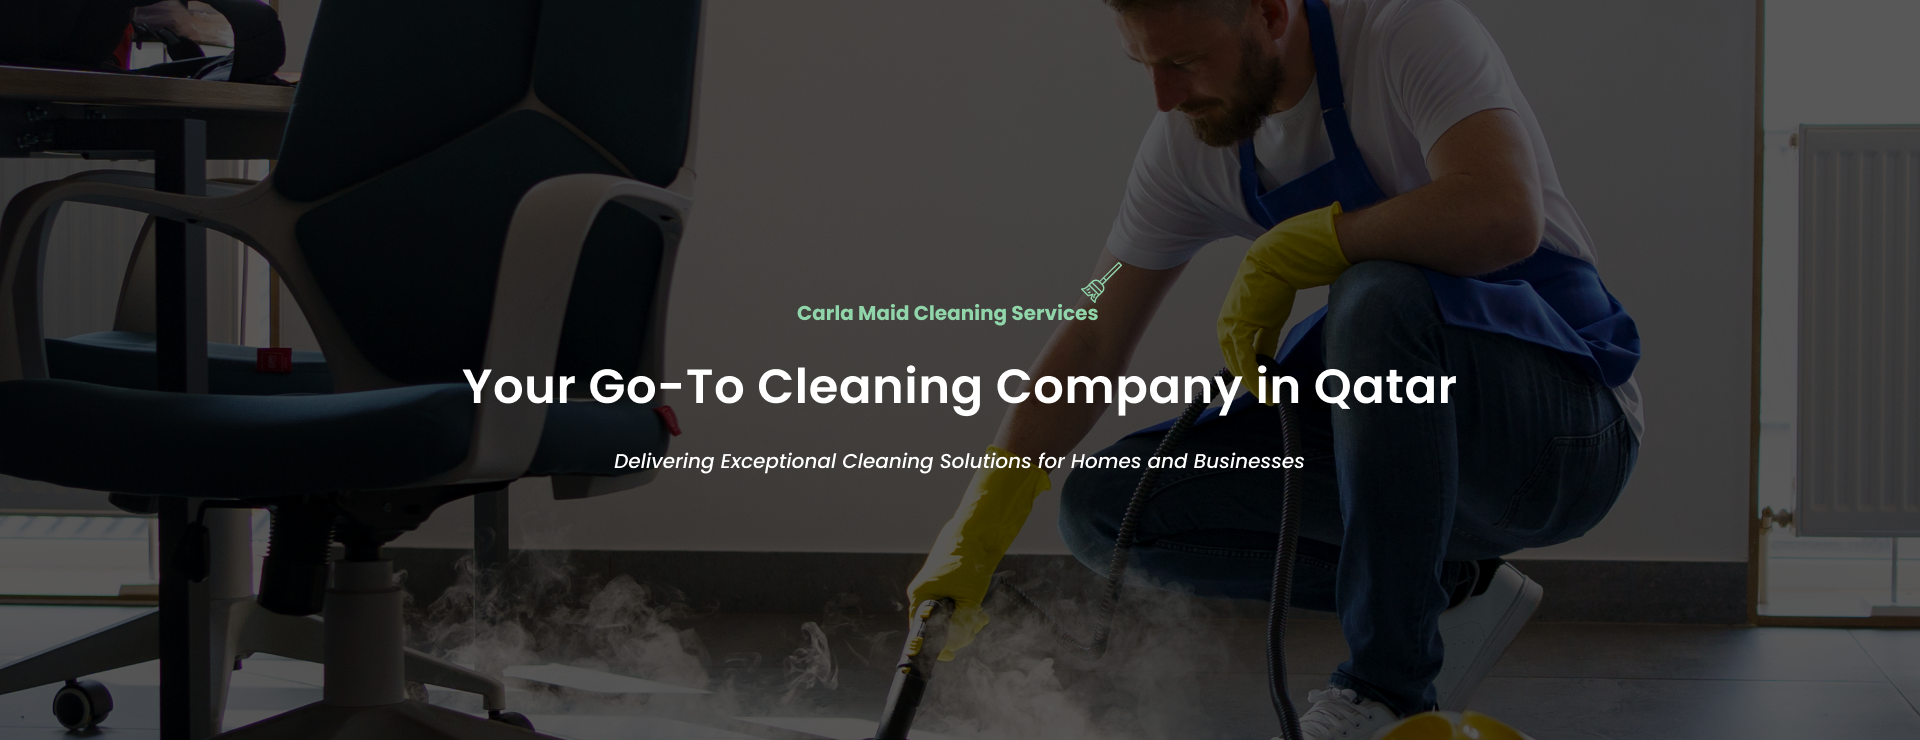 Carla Maid Cleaning Services
Your Go-To Cleaning Company in Qatar
Delivering Exceptional Cleaning Solutions for Homes and Businesses